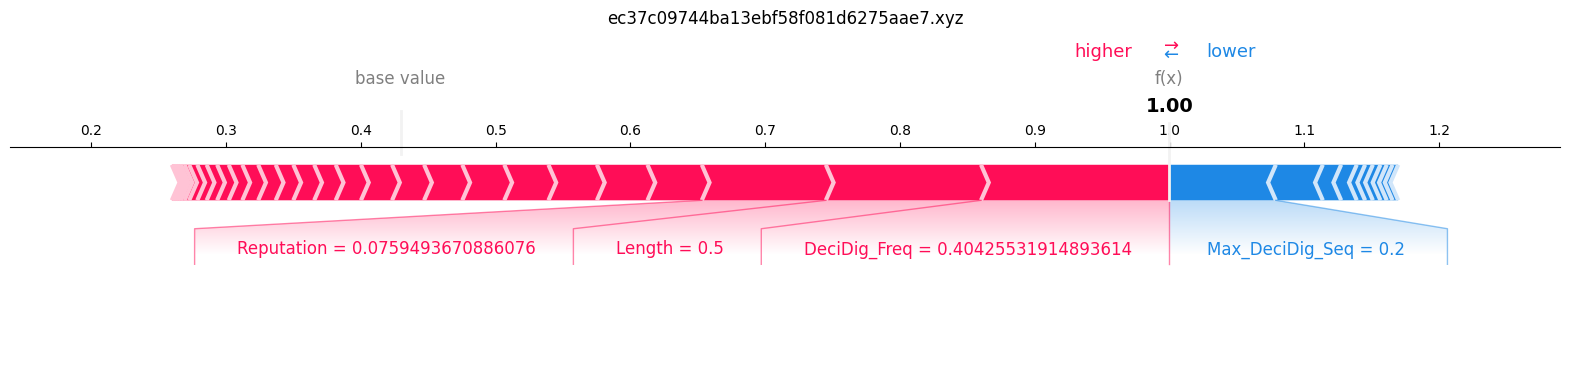 ec37c09744ba13ebf58f081d6275aae7.xyz
higher ⇄ lower
base value f(x)
1.00
0.2 0.3 0.4 0.5 0.6 0.7 0.8 0.9 1.0 1.1 1.2
Reputation = 0.0759493670886076 Length = 0.5 DeciDig_Freq = 0.40425531914893614 Max_DeciDig_Seq = 0.2